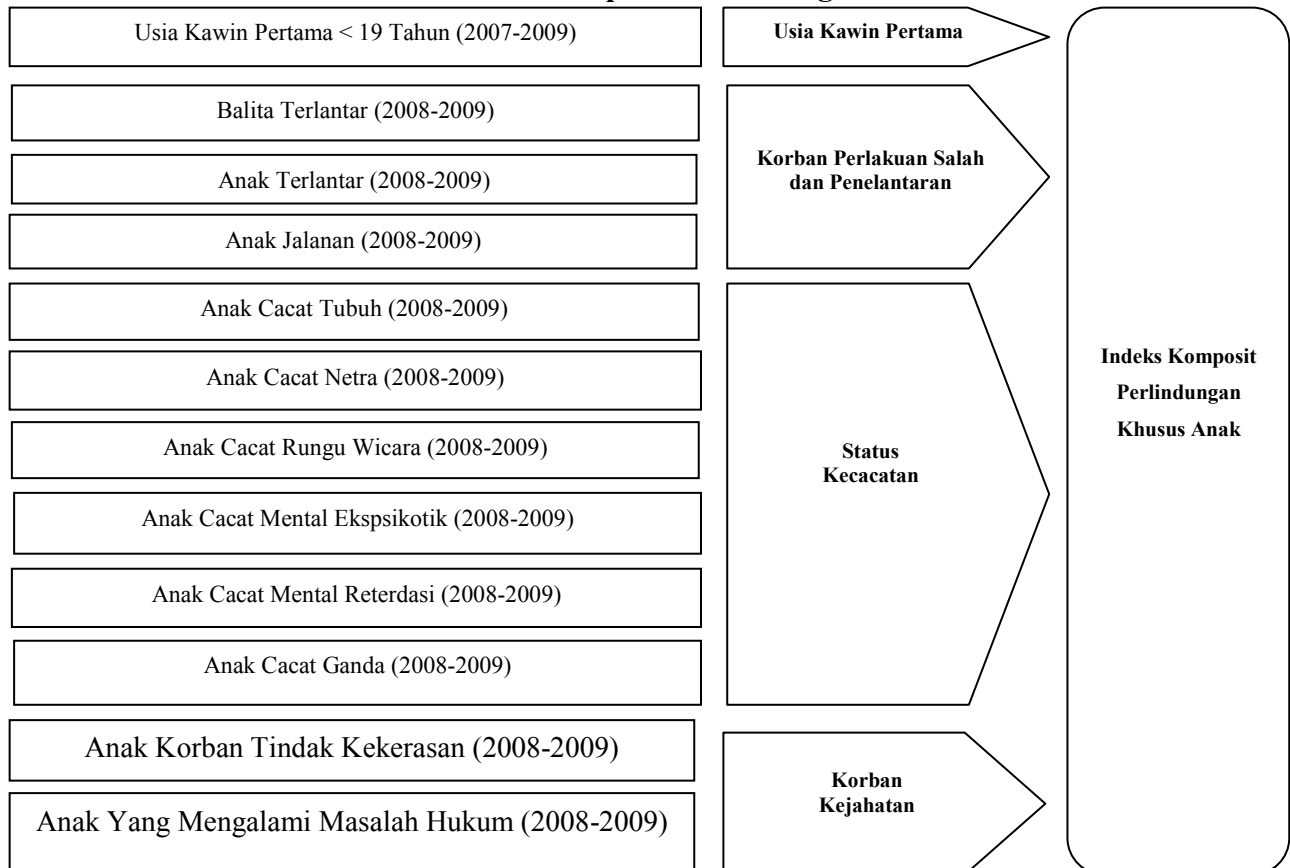 Usia Kawin Pertama < 19 Tahun (2007-2009)
Usia Kawin Pertama
Balita Terlantar (2008-2009)
Anak Terlantar (2008-2009)
Anak Jalanan (2008-2009)
Korban Perlakuan Salah
dan Penelantaran
Anak Cacat Tubuh (2008-2009)
Anak Cacat Netra (2008-2009)
Anak Cacat Rungu Wicara (2008-2009)
Anak Cacat Mental Ekspsikotik (2008-2009)
Anak Cacat Mental Reterdasi (2008-2009)
Anak Cacat Ganda (2008-2009)
Status
Kecacatan
Anak Korban Tindak Kekerasan (2008-2009)
Anak Yang Mengalami Masalah Hukum (2008-2009)
Korban
Kejahatan
Indeks Komposit
Perlindungan
Khusus Anak